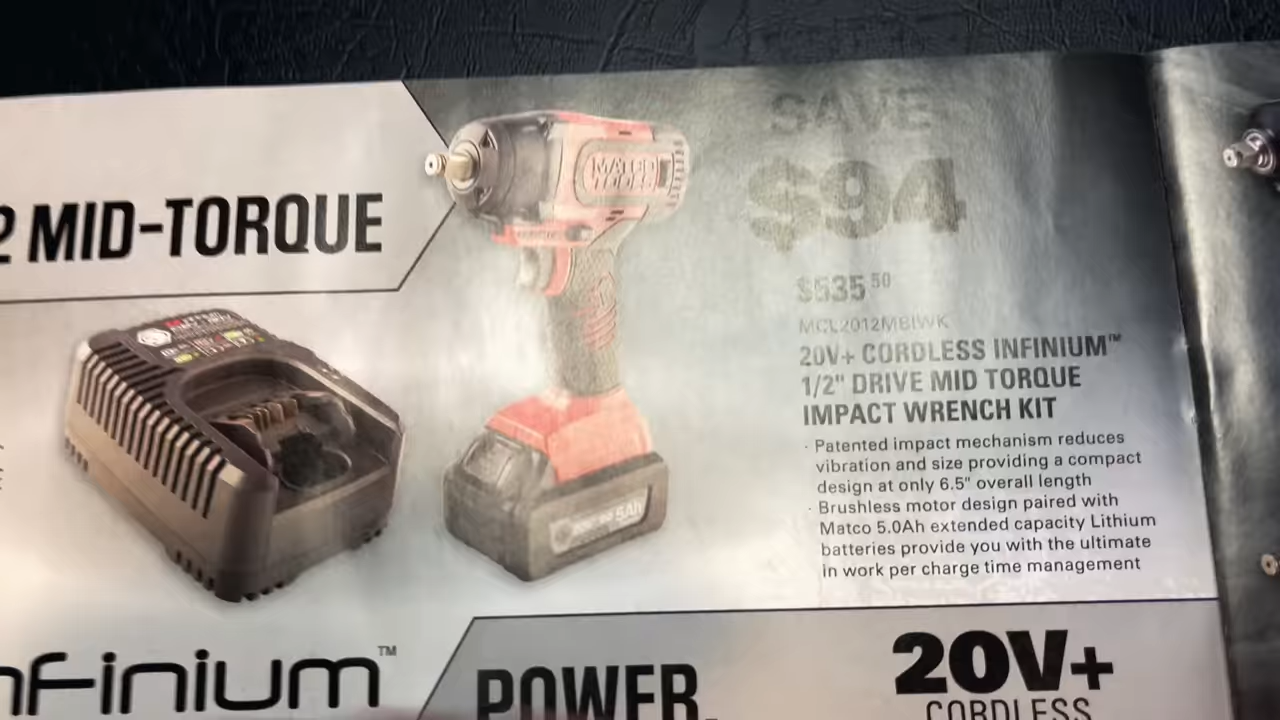 2 MID-TORQUE
MATCO
TOOLS
SAVE
$94
$535.50
MCL2012MBIWK
20V+ CORDLESS INFINIUM™
1/2" DRIVE MID TORQUE
IMPACT WRENCH KIT
· Patented impact mechanism reduces
vibration and size providing a compact
design at only 6.5" overall length
· Brushless motor design paired with
Matco 5.0Ah extended capacity Lithium
batteries provide you with the ultimate
in work per charge time management
5Ah
nfinium™
POWER.
20V+
CORDLESS